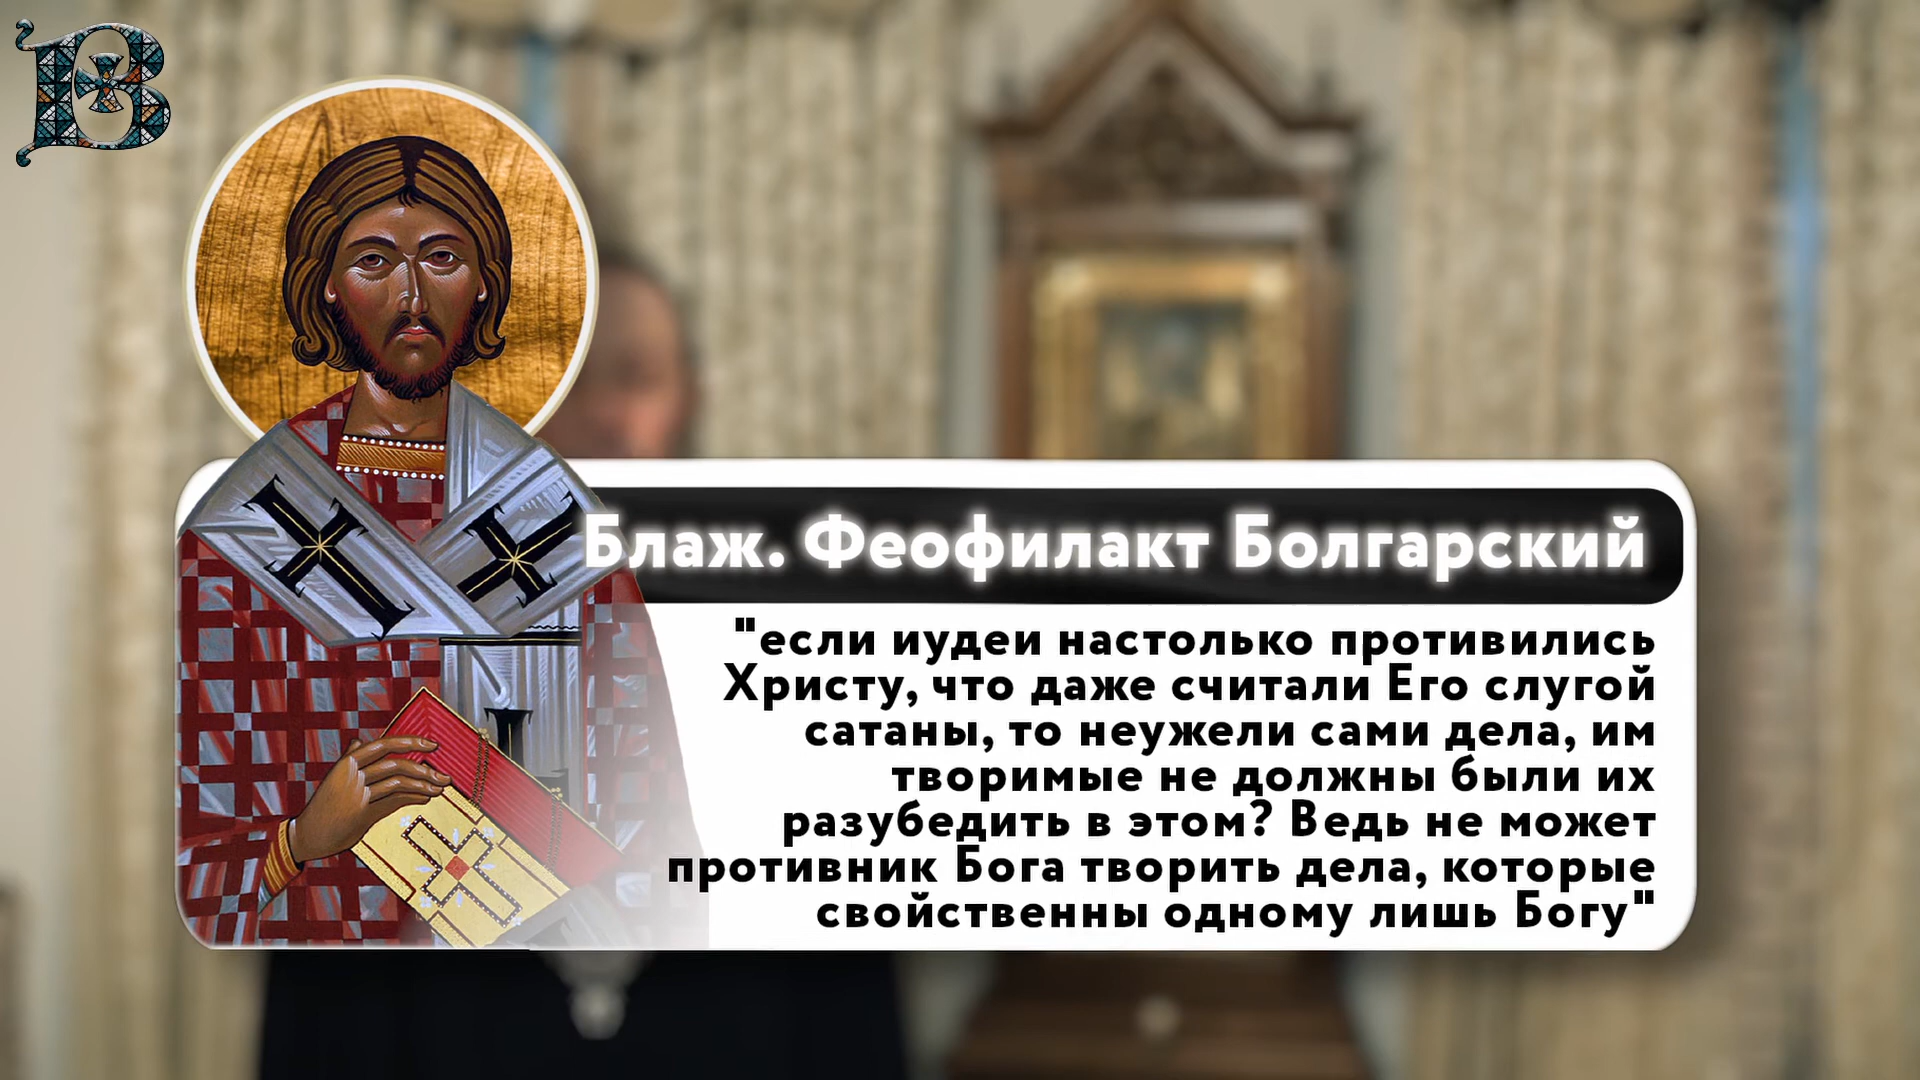 В
Блаж. Феофилакт Болгарский
"если иудеи настолько противились
Христу, что даже считали Его слугой
сатаны, то неужели сами дела, им
творимые не должны были их
разубедить в этом? Ведь не может
противник Бога творить дела, которые
свойственны одному лишь Богу"